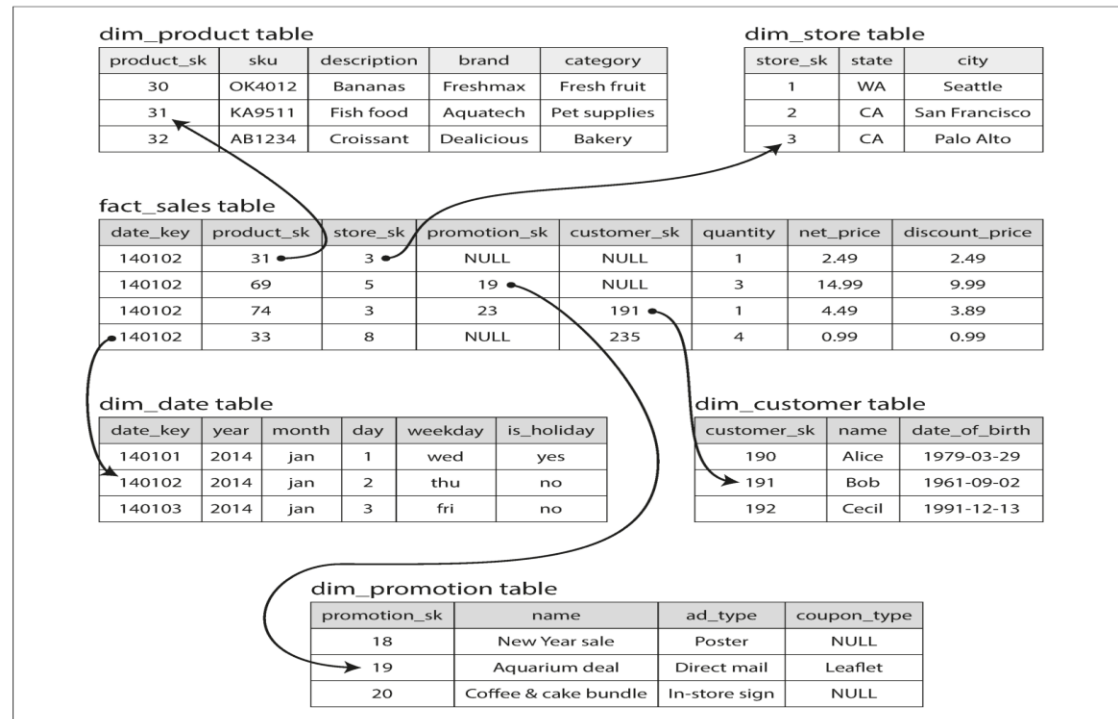 dim_product table
product_sk sku description brand category
30 OK4012 Bananas Freshmax Fresh fruit
31 KA9511 Fish food Aquatech Pet supplies
32 AB1234 Croissant Dealicious Bakery
dim_store table
store_sk state city
1 WA Seattle
2 CA San Francisco
3 CA Palo Alto
fact_sales table
date_key product_sk store_sk promotion_sk customer_sk quantity net_price discount_price
140102 31 3 NULL NULL 1 2.49 2.49
140102 69 5 19 NULL 3 14.99 9.99
140102 74 3 23 191 1 4.49 3.89
140102 33 8 NULL 235 4 0.99 0.99
dim_date table
date_key year month day weekday is_holiday
140101 2014 jan 1 wed yes
140102 2014 jan 2 thu no
140103 2014 jan 3 fri no
dim_customer table
customer_sk name date_of_birth
190 Alice 1979-03-29
191 Bob 1961-09-02
192 Cecil 1991-12-13
dim_promotion table
promotion_sk name ad_type coupon_type
18 New Year sale Poster NULL
19 Aquarium deal Direct mail Leaflet
20 Coffee & cake bundle In-store sign NULL